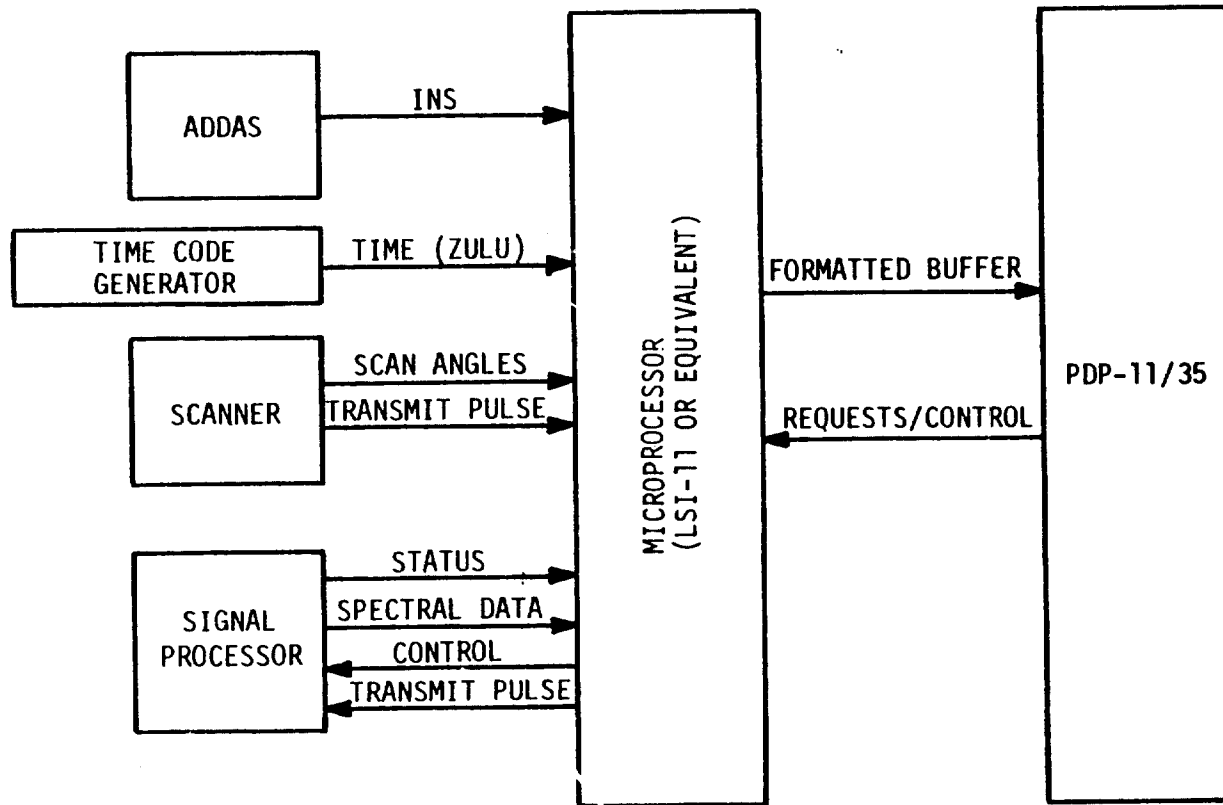 ADDAS
INS
TIME CODE
GENERATOR
TIME (ZULU)
SCANNER
SCAN ANGLES
TRANSMIT PULSE
SIGNAL
PROCESSOR
STATUS
SPECTRAL DATA
CONTROL
TRANSMIT PULSE
MICROPROCESSOR
(LSI-11 OR EQUIVALENT)
FORMATTED BUFFER
REQUESTS/CONTROL
PDP-11/35